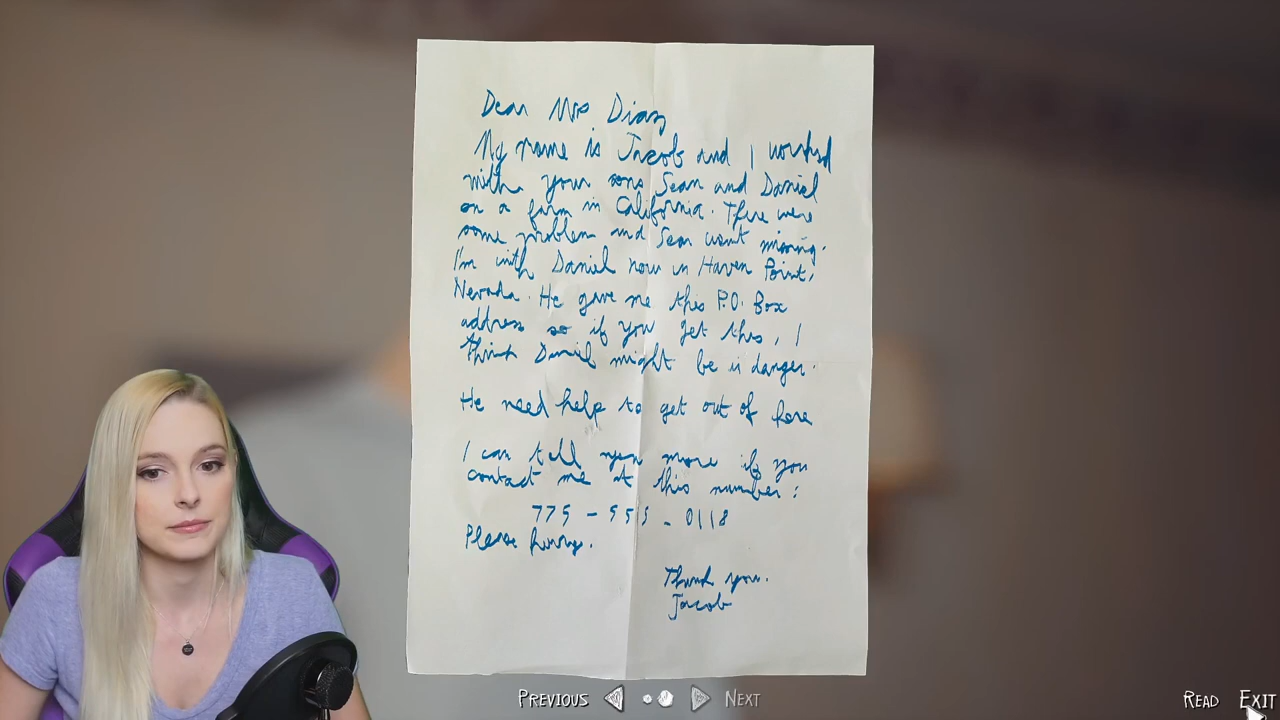 Dear Mrs Diaz
My name is Jacob and I worked
with your sons Sean and Daniel
on a farm in California. There were
some problem and Sean went missing.
I'm with Daniel now in Haven Point,
Nevada. He gave me this P.O. Box
address so if you get this, I
think Daniel might be in danger.
He need help to get out of here
I can tell you more if you
contact me at this number :
775 - 555 - 0118
Please hurry.
Thank you.
Jacob
PREVIOUS NEXT READ EXIT